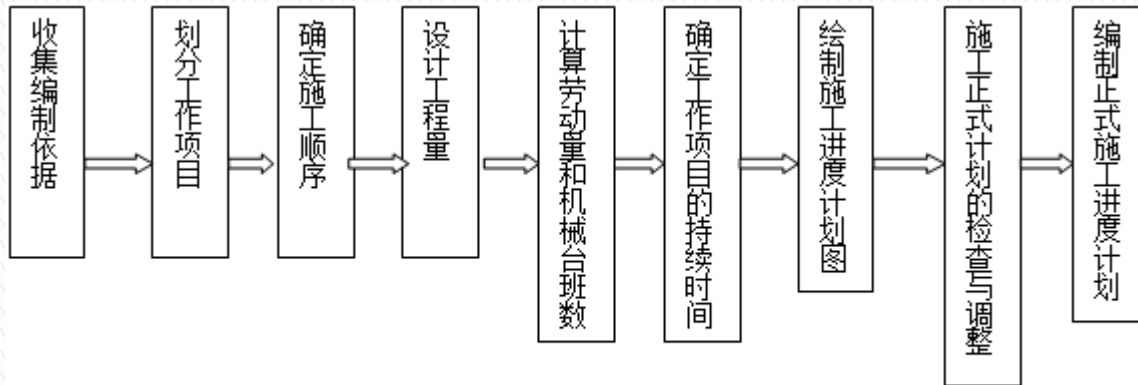 收集编制依据
划分工作项目
确定施工顺序
设计工程量
计算劳动量和机械台班数
确定工作项目的持续时间
绘制施工进度计划图
施工正式计划的检查与调整
编制正式施工进度计划